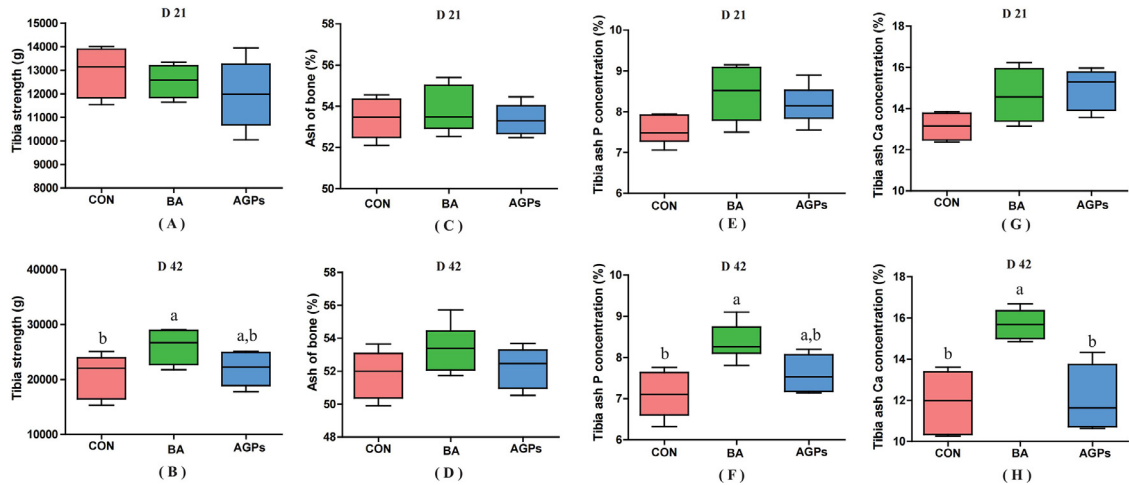 D 21
Tibia strength (g)
15000
14000
13000
12000
11000
10000
9000
8000
CON
BA
AGPs
( A )
D 21
Ash of bone (%)
58
56
54
52
50
CON
BA
AGPs
( C )
D 21
Tibia ash P concentration (%)
10
9
8
7
6
CON
BA
AGPs
( E )
D 21
Tibia ash Ca concentration (%)
18
16
14
12
10
CON
BA
AGPs
( G )
D 42
Tibia strength (g)
40000
30000
20000
10000
b
a
a,b
CON
BA
AGPs
( B )
D 42
Ash of bone (%)
58
56
54
52
50
48
CON
BA
AGPs
( D )
D 42
Tibia ash P concentration (%)
10
9
8
7
6
b
a
a,b
CON
BA
AGPs
( F )
D 42
Tibia ash Ca concentration (%)
18
16
14
12
10
b
a
b
CON
BA
AGPs
( H )